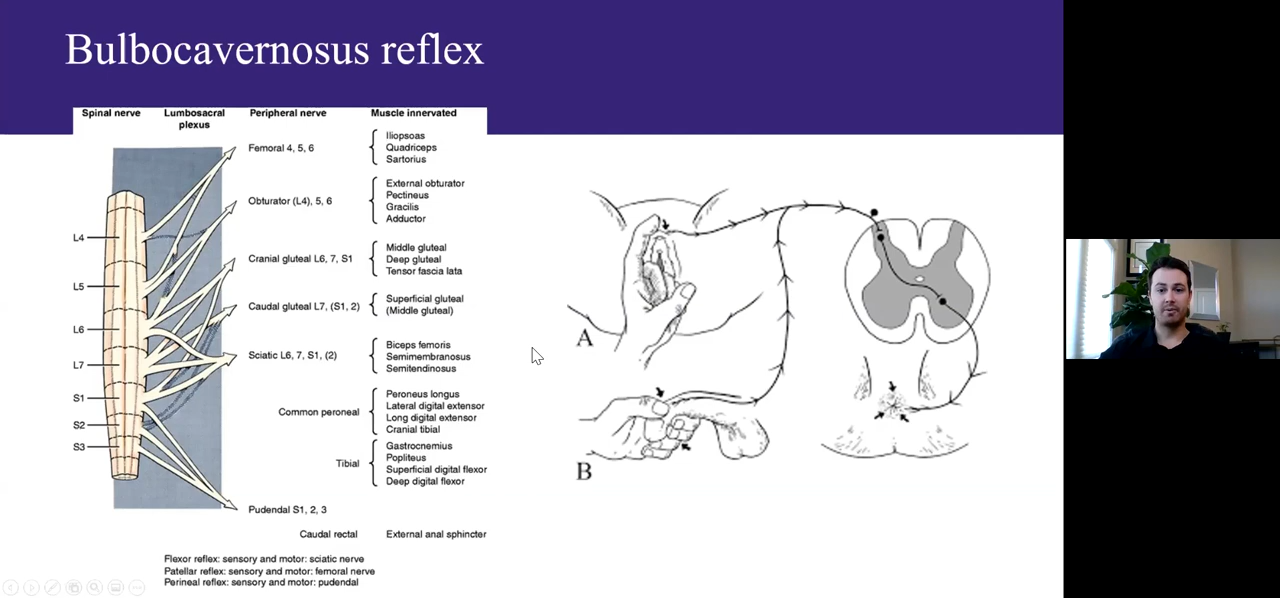 Bulbocavernosus reflex
Spinal nerve
Lumbosacral
plexus
Peripheral nerve
Muscle innervated
L4
L5
L6
L7
S1
S2
S3
Femoral 4, 5, 6
Iliopsoas
Quadriceps
Sartorius
Obturator (L4), 5, 6
External obturator
Pectineus
Gracilis
Adductor
Cranial gluteal L6, 7, S1
Middle gluteal
Deep gluteal
Tensor fascia lata
Caudal gluteal L7, (S1, 2)
Superficial gluteal
(Middle gluteal)
Sciatic L6, 7, S1, (2)
Biceps femoris
Semimembranosus
Semitendinosus
Common peroneal
Peroneus longus
Lateral digital extensor
Long digital extensor
Cranial tibial
Tibial
Gastrocnemius
Popliteus
Superficial digital flexor
Deep digital flexor
Pudendal S1, 2, 3
Caudal rectal
External anal sphincter
Flexor reflex: sensory and motor: sciatic nerve
Patellar reflex: sensory and motor: femoral nerve
Perineal reflex: sensory and motor: pudendal
A
B